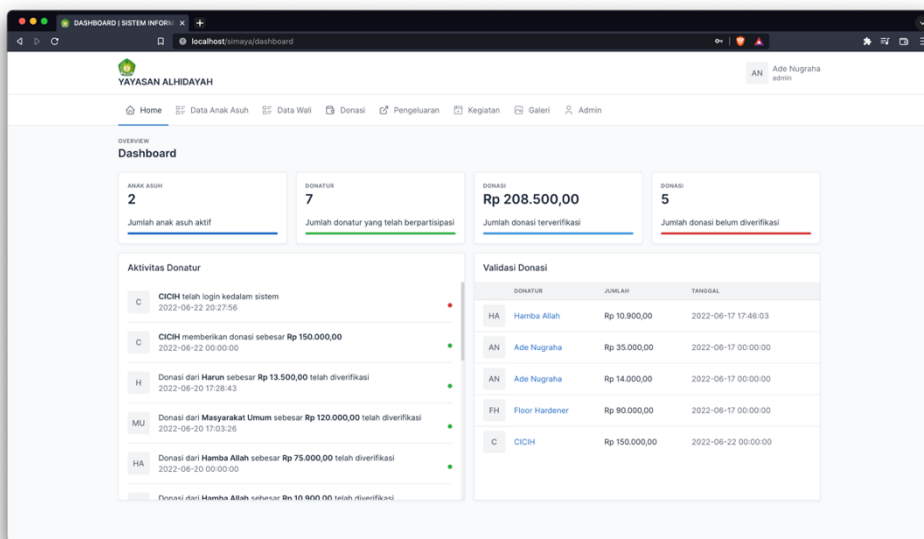 DASHBOARD | SISTEM INFORM
localhost/simaya/dashboard
YAYASAN ALHIDAYAH
AN
Ade Nugraha
admin
Home
Data Anak Asuh
Data Wali
Donasi
Pengeluaran
Kegiatan
Galeri
Admin
OVERVIEW
Dashboard
ANAK ASUH
2
Jumlah anak asuh aktif
DONATUR
7
Jumlah donatur yang telah berpartisipasi
DONASI
Rp 208.500,00
Jumlah donasi terverifikasi
DONASI
5
Jumlah donasi belum diverifikasi
Aktivitas Donatur
C
CICIH telah login kedalam sistem
2022-06-22 20:27:56
C
CICIH memberikan donasi sebesar Rp 150.000,00
2022-06-22 00:00:00
H
Donasi dari Harun sebesar Rp 13.500,00 telah diverifikasi
2022-06-20 17:28:43
MU
Donasi dari Masyarakat Umum sebesar Rp 120.000,00 telah diverifikasi
2022-06-20 17:03:26
HA
Donasi dari Hamba Allah sebesar Rp 75.000,00 telah diverifikasi
2022-06-20 00:00:00
Donasi dari Hamba Allah sebesar Rp 10.900,00 telah diverifikasi
Validasi Donasi
DONATUR JUMLAH TANGGAL
HA Hamba Allah Rp 10.900,00 2022-06-17 17:46:03
AN Ade Nugraha Rp 35.000,00 2022-06-17 00:00:00
AN Ade Nugraha Rp 14.000,00 2022-06-17 00:00:00
FH Floor Hardener Rp 90.000,00 2022-06-17 00:00:00
C CICIH Rp 150.000,00 2022-06-22 00:00:00